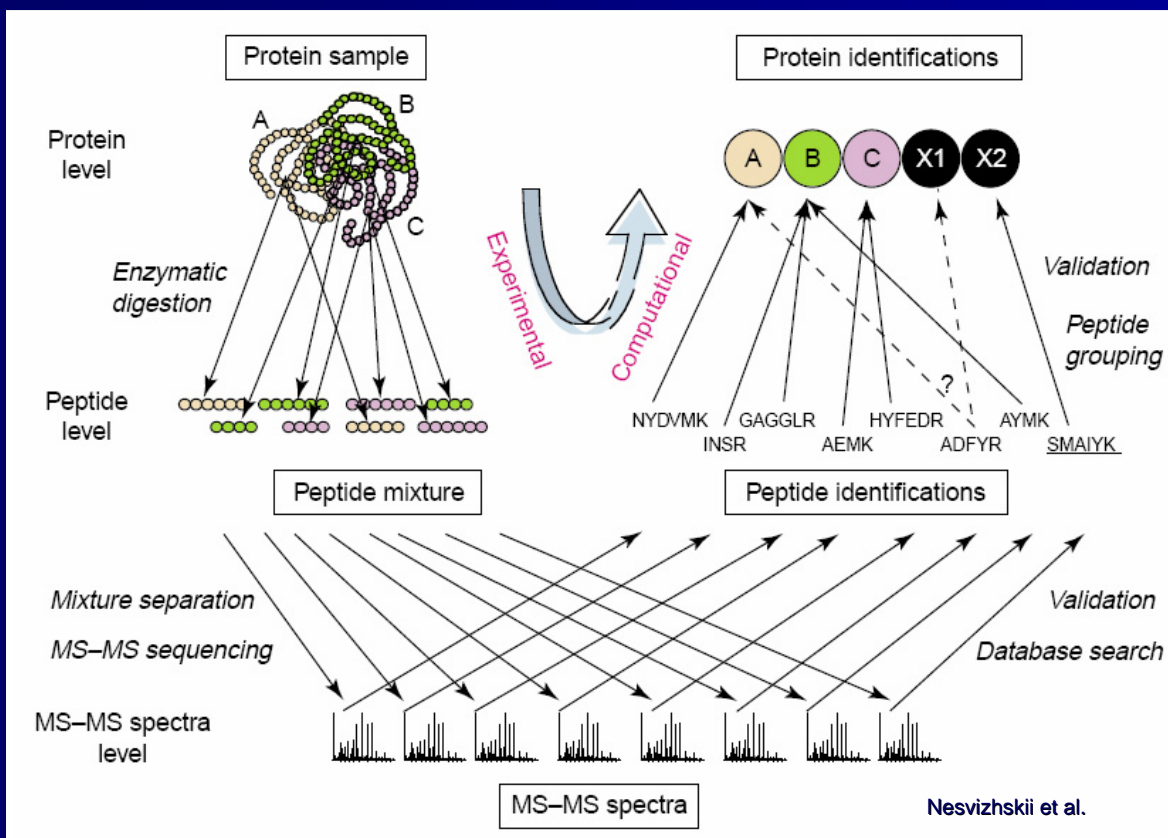 Protein sample
Protein identifications
A
B
C
Protein
level
A
B
C
X1
X2
Enzymatic
digestion
Experimental
Computational
Validation
Peptide
grouping
?
Peptide
level
NYDVMK
GAGGLR
HYFEDR
AYMK
INSR
AEMK
ADFYR
SMAIYK
Peptide mixture
Peptide identifications
Mixture separation
MS–MS sequencing
Validation
Database search
MS–MS spectra
level
MS–MS spectra
Nesvizhskii et al.